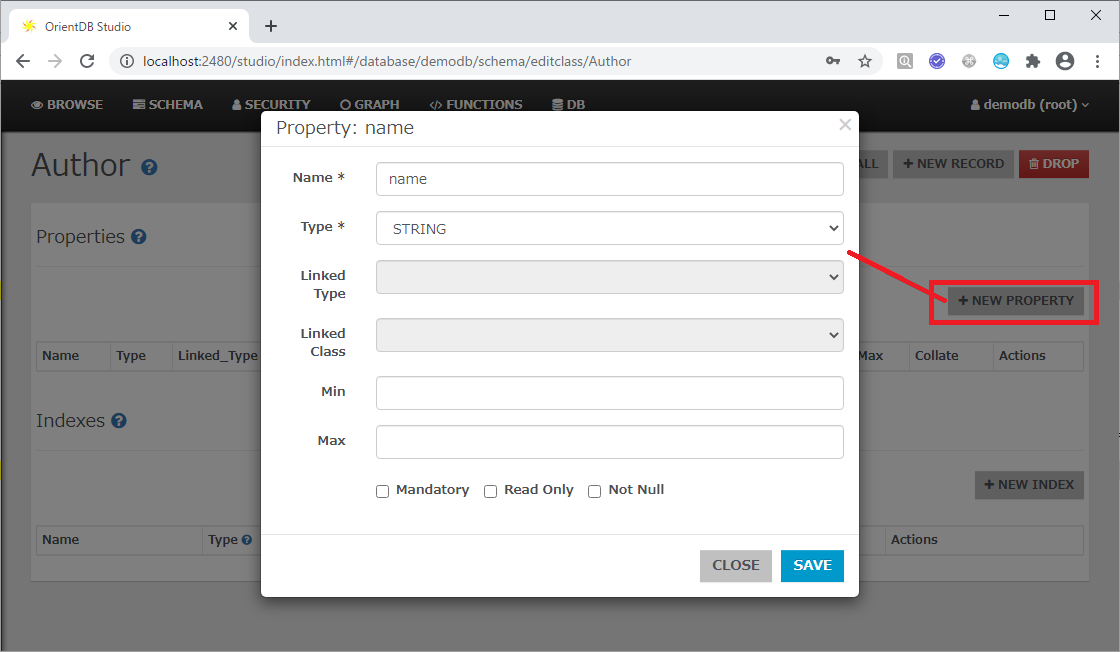 OrientDB Studio
localhost:2480/studio/index.html#/database/demodb/schema/editclass/Author
BROWSE SCHEMA SECURITY GRAPH FUNCTIONS DB demodb (root)
Property: name
Author ALL NEW RECORD DROP
Name * name
Type * STRING
Properties
Linked
Type
NEW PROPERTY
Linked
Class
Name Type Linked_Type Max Collate Actions
Min
Indexes
Max
Mandatory Read Only Not Null
NEW INDEX
Name Type Actions
CLOSE SAVE